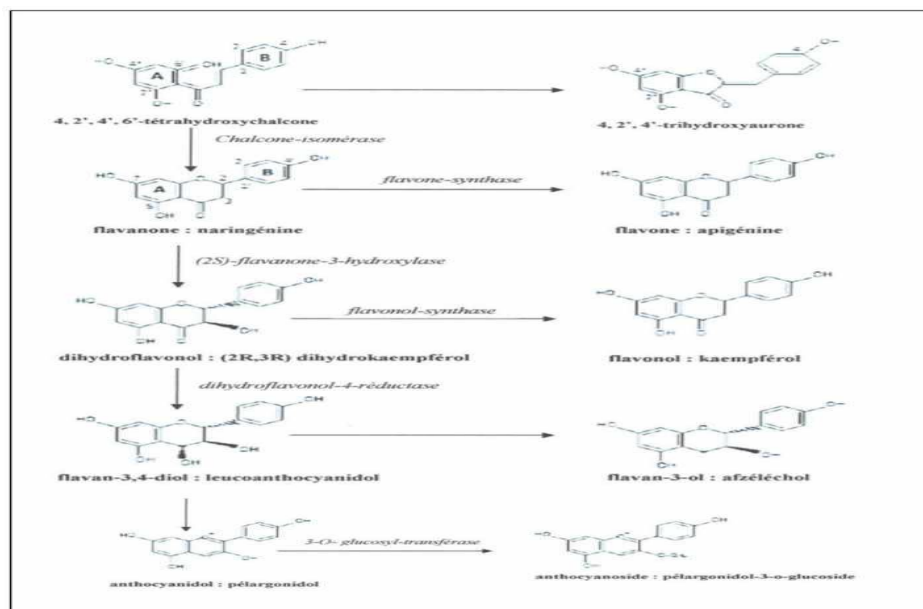 4, 2', 4', 6'-tétrahydroxychalcone
4, 2', 4'-trihydroxyaurone
Chalcone-isomérase
flavone-synthase
flavanone : naringénine
flavone : apigénine
(2S)-flavanone-3-hydroxylase
flavonol-synthase
dihydroflavonol : (2R,3R) dihydrokaempférol
flavonol : kaempférol
dihydroflavonol-4-réductase
flavan-3,4-diol : leucoanthocyanidol
flavan-3-ol : afzéléchol
3-O- glucosyl-transférase
anthocyanidol : pélargonidol
anthocyanoside : pélargonidol-3-o-glucoside